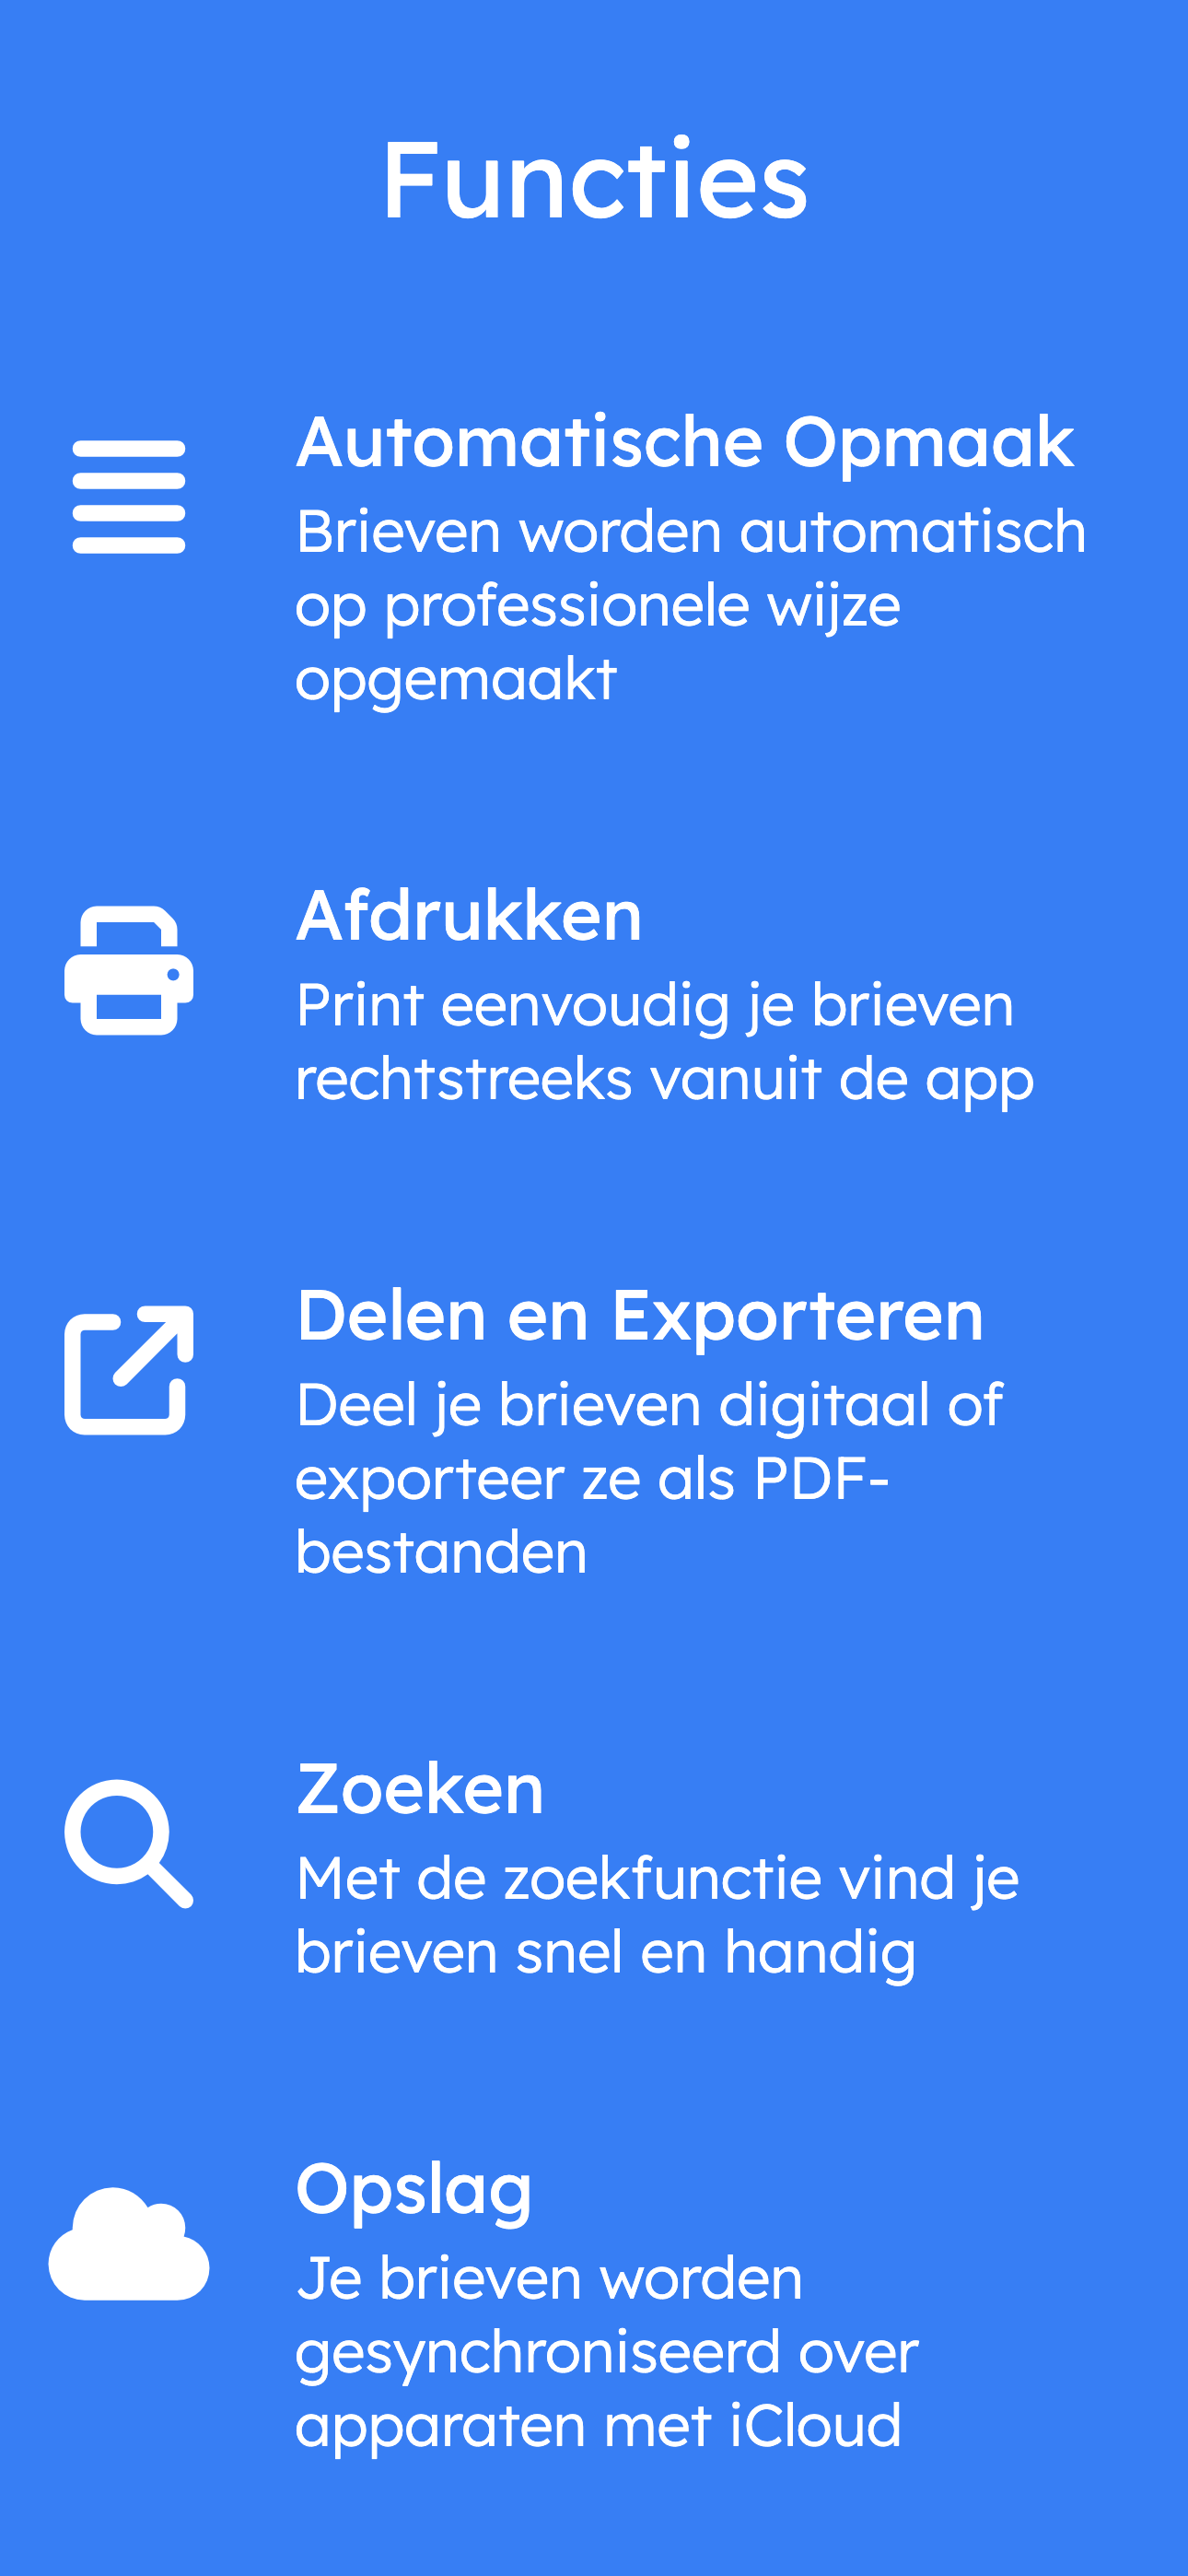 Functies
Automatische Opmaak
Brieven worden automatisch
op professionele wijze
opgemaakt
Afdrukken
Print eenvoudig je brieven
rechtstreeks vanuit de app
Delen en Exporteren
Deel je brieven digitaal of
exporteer ze als PDF-
bestanden
Zoeken
Met de zoekfunctie vind je
brieven snel en handig
Opslag
Je brieven worden
gesynchroniseerd over
apparaten met iCloud